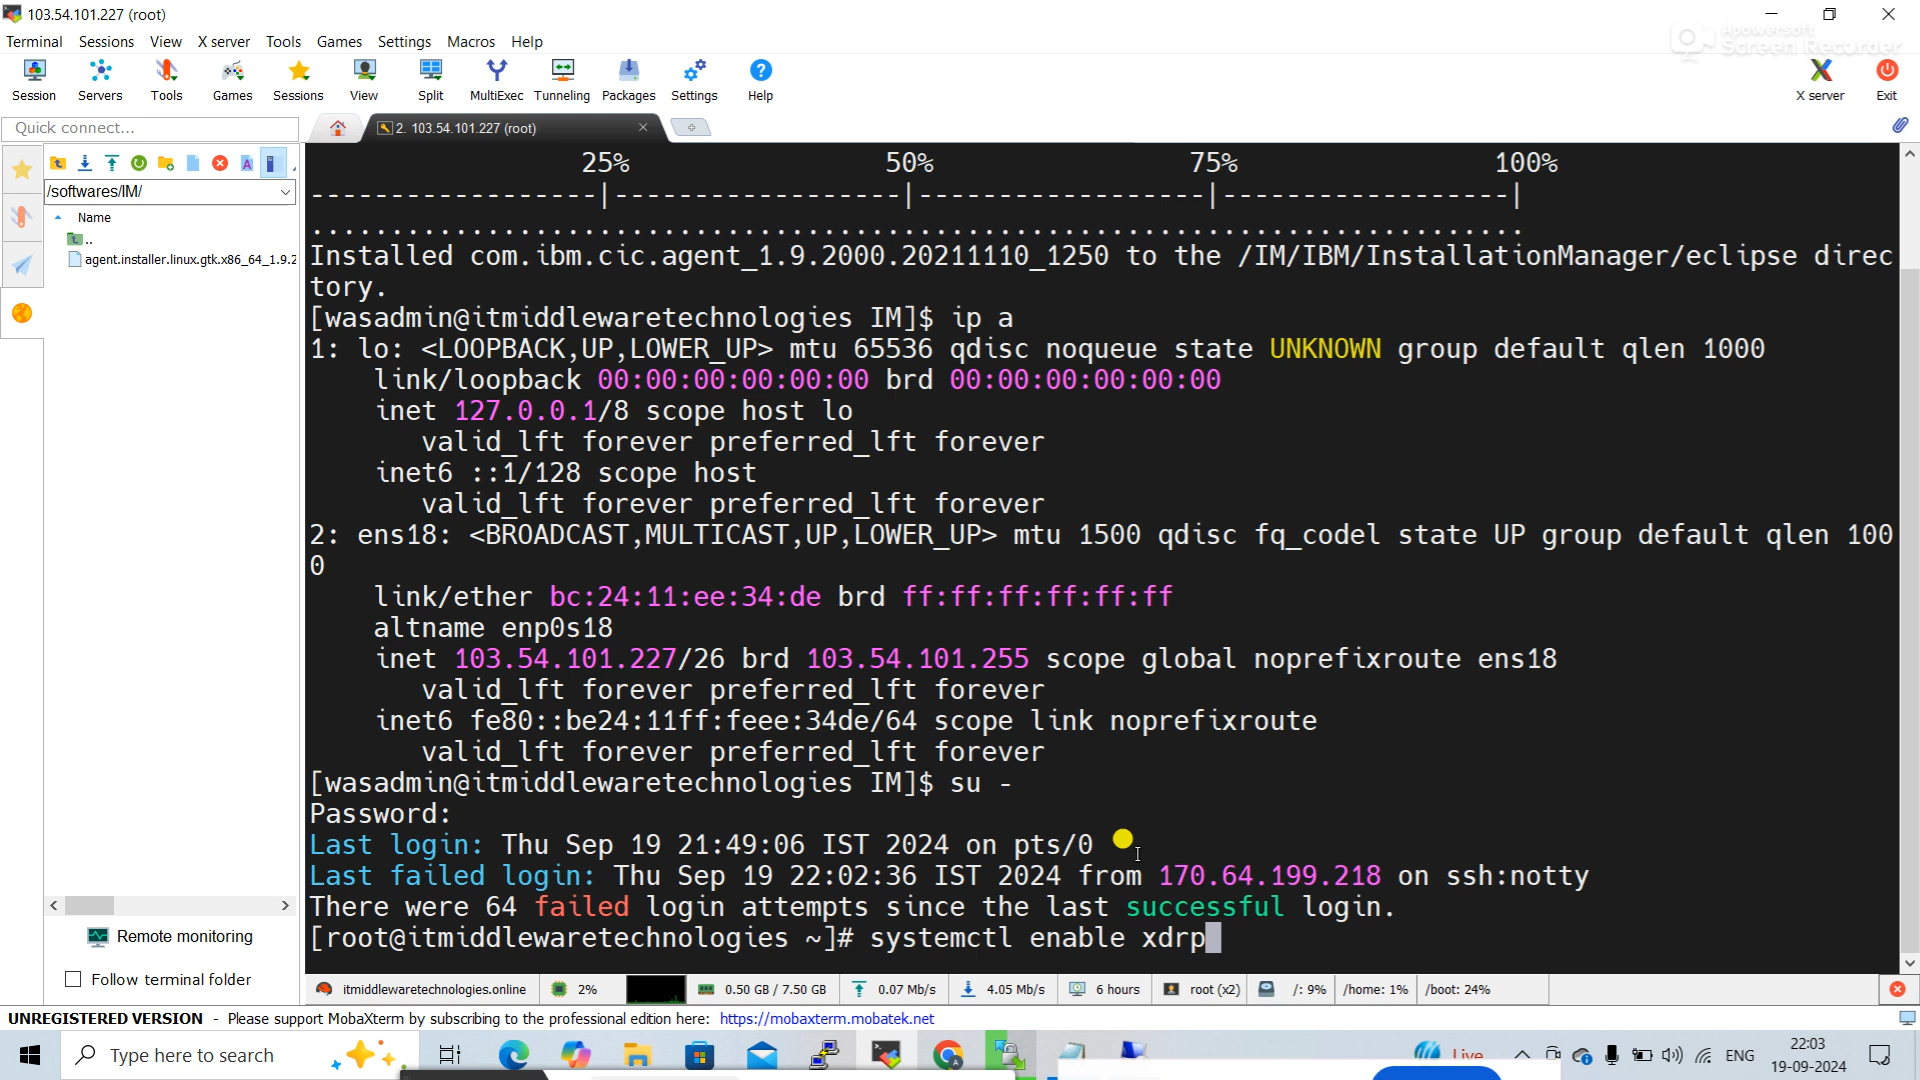 103.54.101.227 (root)
Apowersoft
Screen Recorder
Terminal Sessions View X server Tools Games Settings Macros Help
Session Servers Tools Games Sessions View Split MultiExec Tunneling Packages Settings Help X server Exit
Quick connect...
2. 103.54.101.227 (root)
/softwares/IM/
Name
..
agent.installer.linux.gtk.x86_64_1.9.2
Remote monitoring
Follow terminal folder
25% 50% 75% 100%
------------------|------------------|------------------|------------------|
............................................................................
Installed com.ibm.cic.agent_1.9.2000.20211110_1250 to the /IM/IBM/InstallationManager/eclipse direc
tory.
[wasadmin@itmiddlewaretechnologies IM]$ ip a
1: lo: <LOOPBACK,UP,LOWER_UP> mtu 65536 qdisc noqueue state UNKNOWN group default qlen 1000
link/loopback 00:00:00:00:00:00 brd 00:00:00:00:00:00
inet 127.0.0.1/8 scope host lo
valid_lft forever preferred_lft forever
inet6 ::1/128 scope host
valid_lft forever preferred_lft forever
2: ens18: <BROADCAST,MULTICAST,UP,LOWER_UP> mtu 1500 qdisc fq_codel state UP group default qlen 100
0
link/ether bc:24:11:ee:34:de brd ff:ff:ff:ff:ff:ff
altname enp0s18
inet 103.54.101.227/26 brd 103.54.101.255 scope global noprefixroute ens18
valid_lft forever preferred_lft forever
inet6 fe80::be24:11ff:feee:34de/64 scope link noprefixroute
valid_lft forever preferred_lft forever
[wasadmin@itmiddlewaretechnologies IM]$ su -
Password:
Last login: Thu Sep 19 21:49:06 IST 2024 on pts/0
Last failed login: Thu Sep 19 22:02:36 IST 2024 from 170.64.199.218 on ssh:notty
There were 64 failed login attempts since the last successful login.
[root@itmiddlewaretechnologies ~]# systemctl enable xdrp
itmiddlewaretechnologies.online 2% 0.50 GB / 7.50 GB 0.07 Mb/s 4.05 Mb/s 6 hours root (x2) /: 9% /home: 1% /boot: 24%
UNREGISTERED VERSION - Please support MobaXterm by subscribing to the professional edition here: https://mobaxterm.mobatek.net
Type here to search
Live
ENG
22:03
19-09-2024